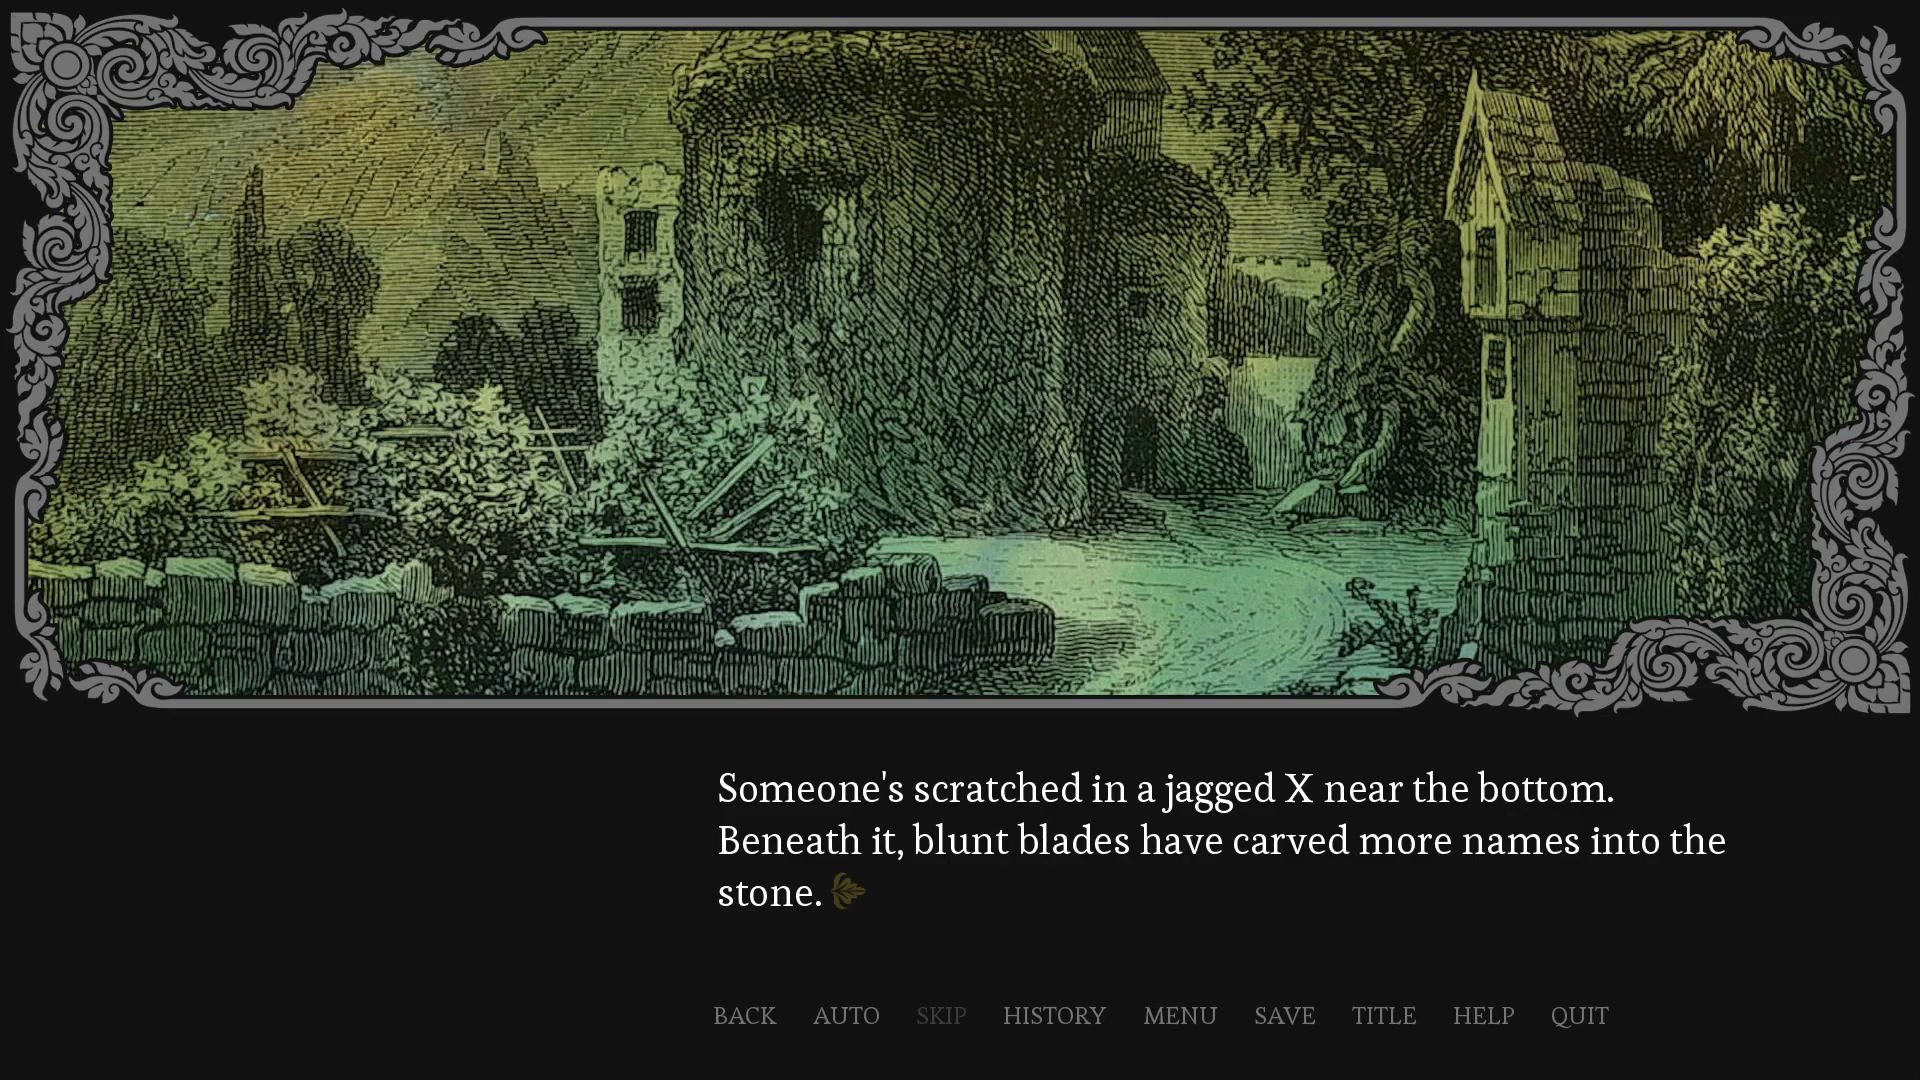 Someone's scratched in a jagged X near the bottom.
Beneath it, blunt blades have carved more names into the
stone.
BACK AUTO SKIP HISTORY MENU SAVE TITLE HELP QUIT